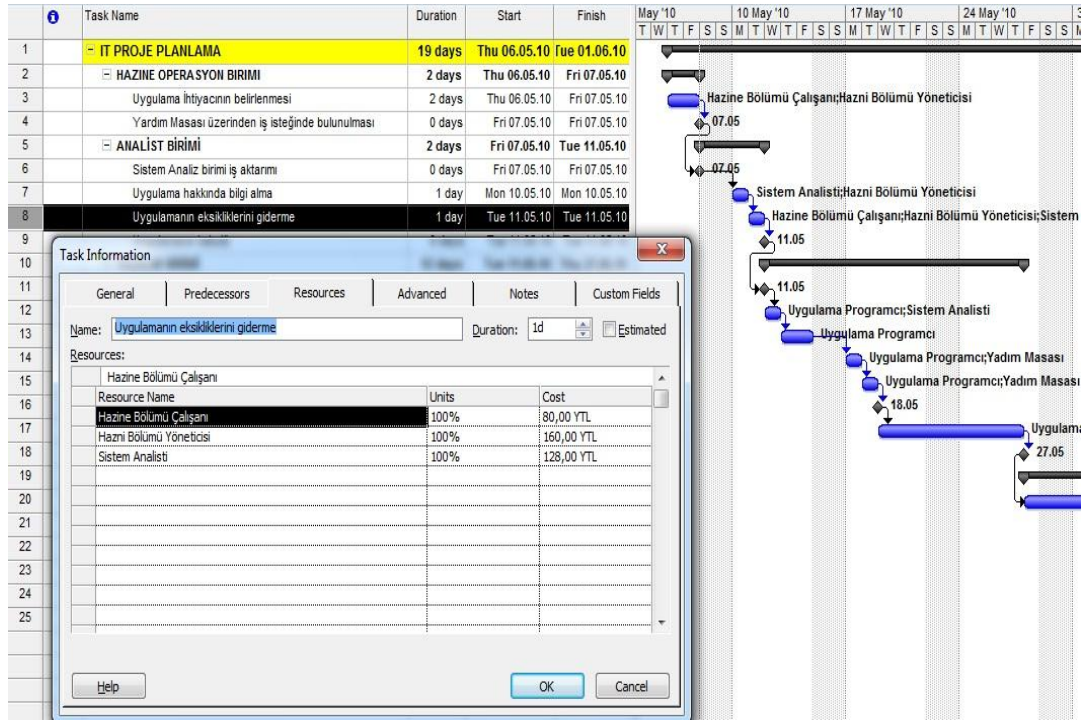 Task Name Duration Start Finish May '10 10 May '10 17 May '10 24 May '10
T W T F S S M T W T F S S M T W T F S S M T W T F S S M
1 IT PROJE PLANLAMA 19 days Thu 06.05.10 Tue 01.06.10
2 HAZINE OPERASYON BIRIMI 2 days Thu 06.05.10 Fri 07.05.10
3 Uygulama İhtiyacının belirlenmesi 2 days Thu 06.05.10 Fri 07.05.10 Hazine Bölümü Çalışanı;Hazni Bölümü Yöneticisi
4 Yardım Masası üzerinden iş isteğinde bulunulması 0 days Fri 07.05.10 Fri 07.05.10 07.05
5 ANALİST BİRİMİ 2 days Fri 07.05.10 Tue 11.05.10
6 Sistem Analiz birimi iş aktarımı 0 days Fri 07.05.10 Fri 07.05.10 07.05
7 Uygulama hakkında bilgi alma 1 day Mon 10.05.10 Mon 10.05.10 Sistem Analisti;Hazni Bölümü Yöneticisi
8 Uygulamanın eksikliklerini giderme 1 day Tue 11.05.10 Tue 11.05.10 Hazine Bölümü Çalışanı;Hazni Bölümü Yöneticisi;Sistem
9 11.05
10
11 11.05
12 Uygulama Programcı;Sistem Analisti
13 Uygulama Programcı
14 Uygulama Programcı;Yadım Masası
15 Uygulama Programcı;Yadım Masası
16 18.05
17 Uygulama
18 27.05
19
20
21
22
23
24
25
Task Information
General Predecessors Resources Advanced Notes Custom Fields
Name: Uygulamanın eksikliklerini giderme Duration: 1d Estimated
Resources:
Hazine Bölümü Çalışanı
Resource Name Units Cost
Hazine Bölümü Çalışanı 100% 80,00 YTL
Hazni Bölümü Yöneticisi 100% 160,00 YTL
Sistem Analisti 100% 128,00 YTL
Help OK Cancel